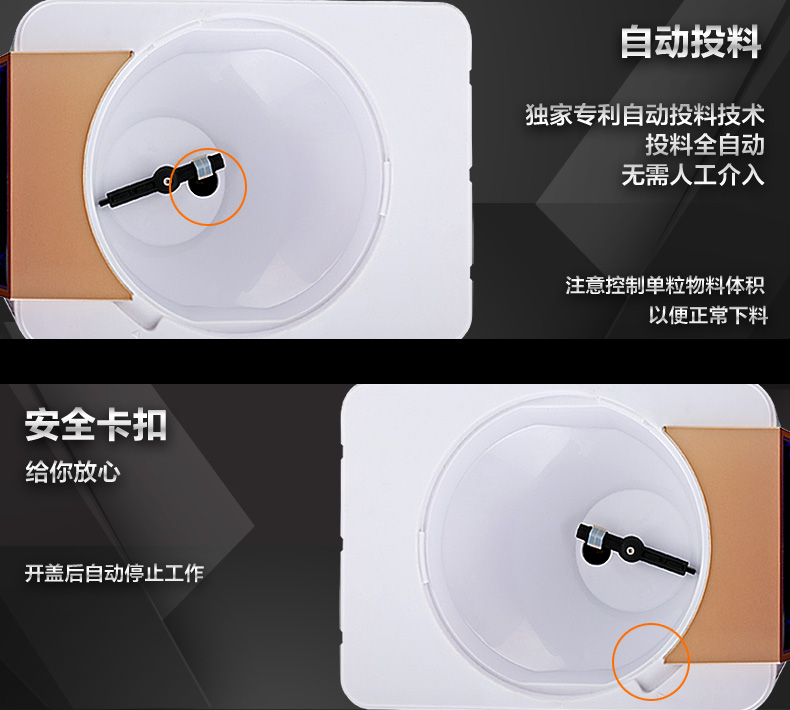 自动投料
独家专利自动投料技术
投料全自动
无需人工介入
注意控制单粒物料体积
以便正常下料
安全卡扣
给你放心
开盖后自动停止工作